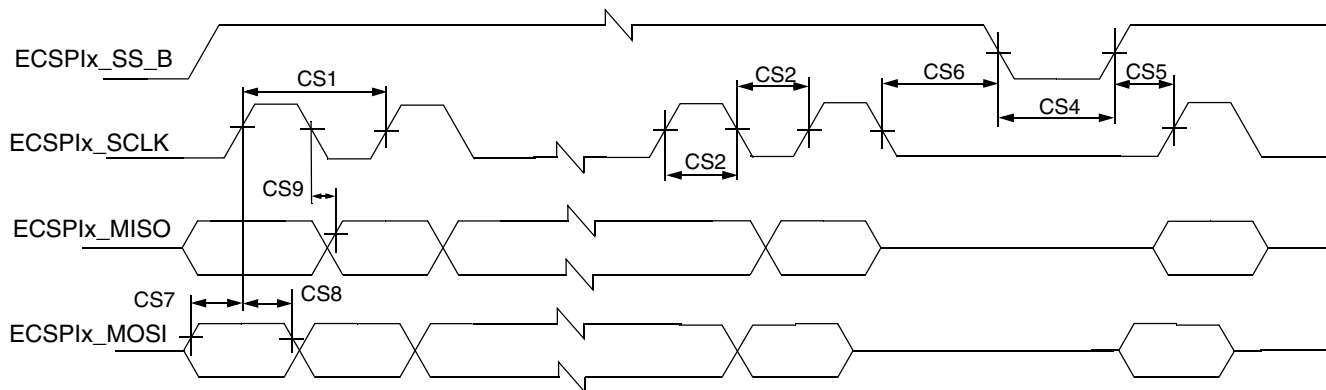 ECSPIx_SS_B
CS1
CS2
CS6
CS5
CS4
ECSPIx_SCLK
CS2
CS9
ECSPIx_MISO
CS7
CS8
ECSPIx_MOSI